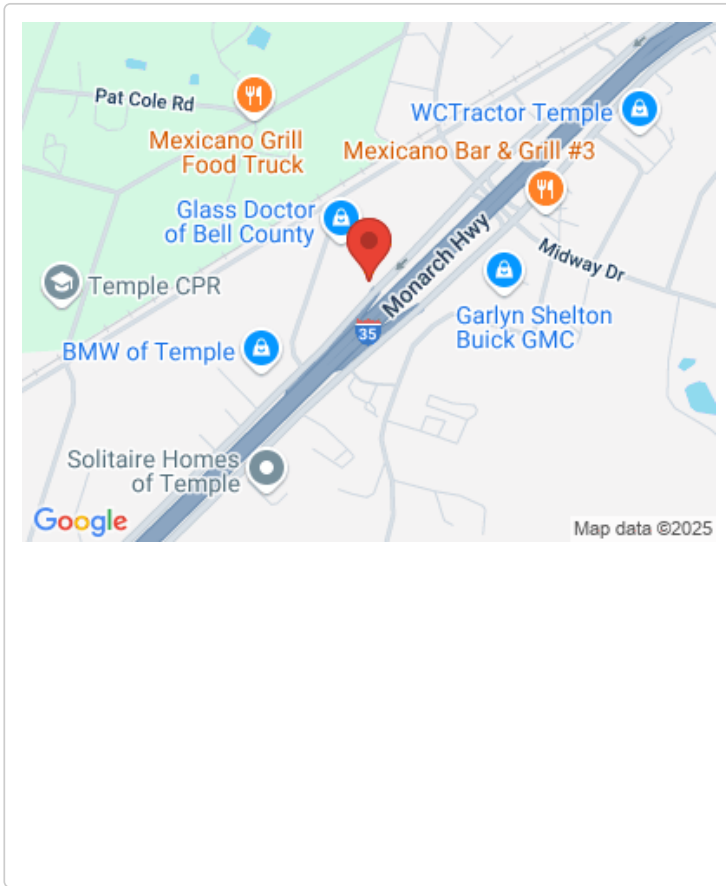 Pat Cole Rd
WCTractor Temple
Mexicano Grill
Food Truck
Mexicano Bar & Grill #3
Glass Doctor
of Bell County
Monarch Hwy
Midway Dr
Temple CPR
Garlyn Shelton
Buick GMC
35
BMW of Temple
Solitaire Homes
of Temple
Google
Map data ©2025